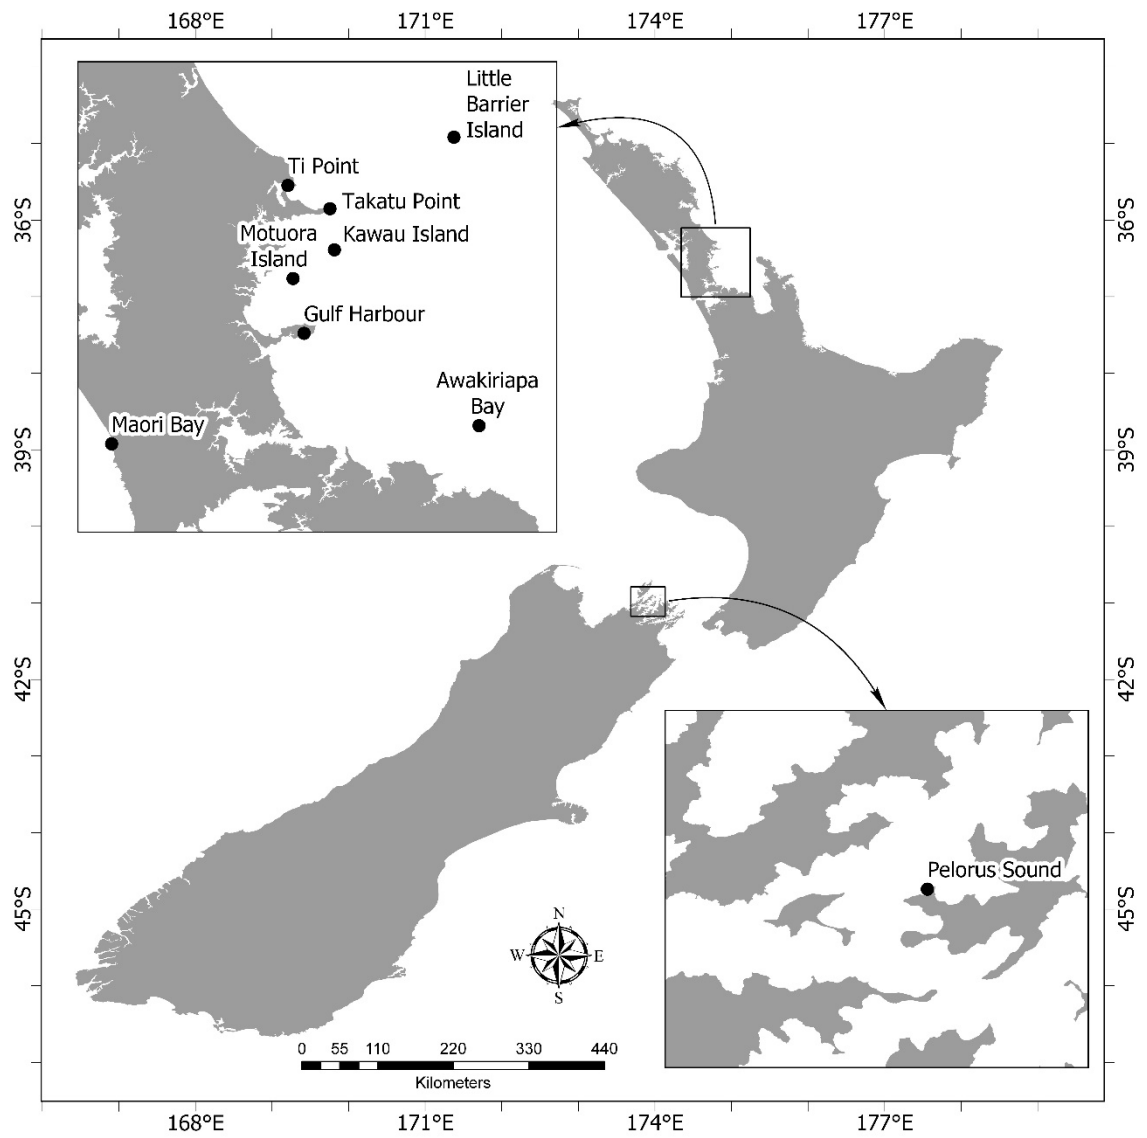 168°E
171°E
174°E
177°E
Little
Barrier
Island
Ti Point
Takatu Point
Motuora
Island
Kawau Island
Gulf Harbour
Awakiriapa
Bay
Maori Bay
36°S
36°S
39°S
39°S
42°S
42°S
45°S
45°S
Pelorus Sound
N
W
E
S
0 55 110 220 330 440
Kilometers
168°E
171°E
174°E
177°E